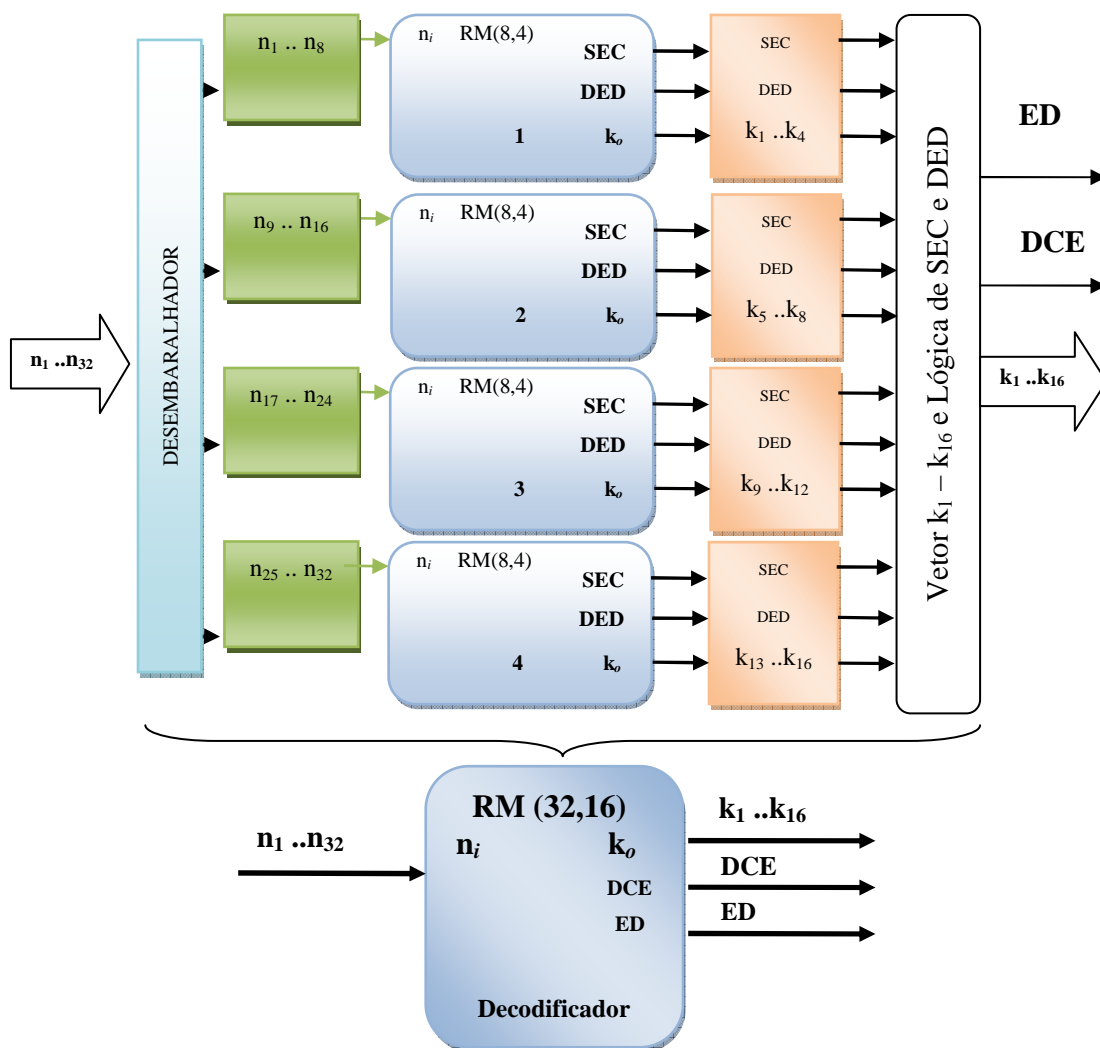 n1 .. n8
ni RM(8,4)
SEC
DED
1 ko
SEC
DED
k1 ..k4
n9 .. n16
ni RM(8,4)
SEC
DED
2 ko
SEC
DED
k5 ..k8
n17 .. n24
ni RM(8,4)
SEC
DED
3 ko
SEC
DED
k9 ..k12
n25 .. n32
ni RM(8,4)
SEC
DED
4 ko
SEC
DED
k13 ..k16
n1 ..n32
DESEMBARALHADOR
Vetor k1 – k16 e Lógica de SEC e DED
ED
DCE
k1 ..k16
n1 ..n32
RM (32,16)
ni ko
DCE
ED
Decodificador
k1 ..k16
DCE
ED